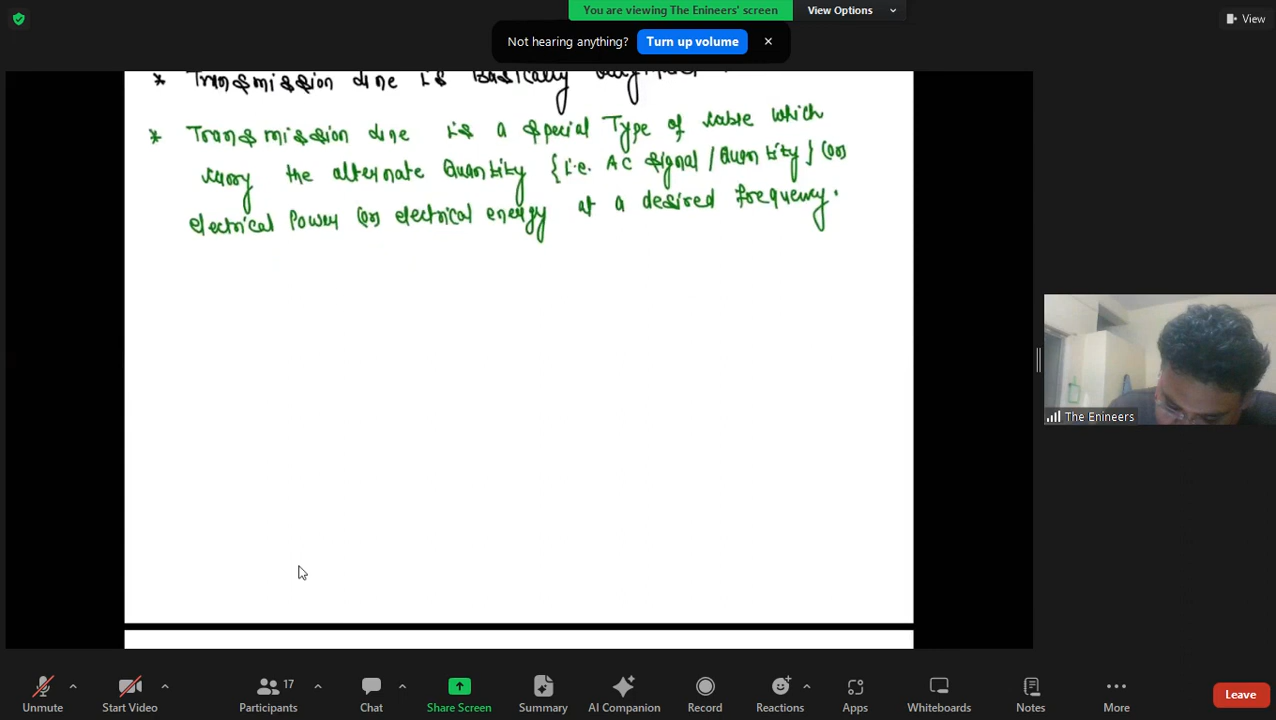 You are viewing The Enineers' screen
View Options
View
Not hearing anything?
Turn up volume
* Transmission line is Basically
* Transmission line is a special Type of cable which
carry the alternate Quantity {i.e. AC signal / Quantity} (or)
electrical Power (or) electrical energy at a desired frequency.
The Enineers
Unmute
Start Video
Participants
17
Chat
Share Screen
Summary
AI Companion
Record
Reactions
Apps
Whiteboards
Notes
More
Leave